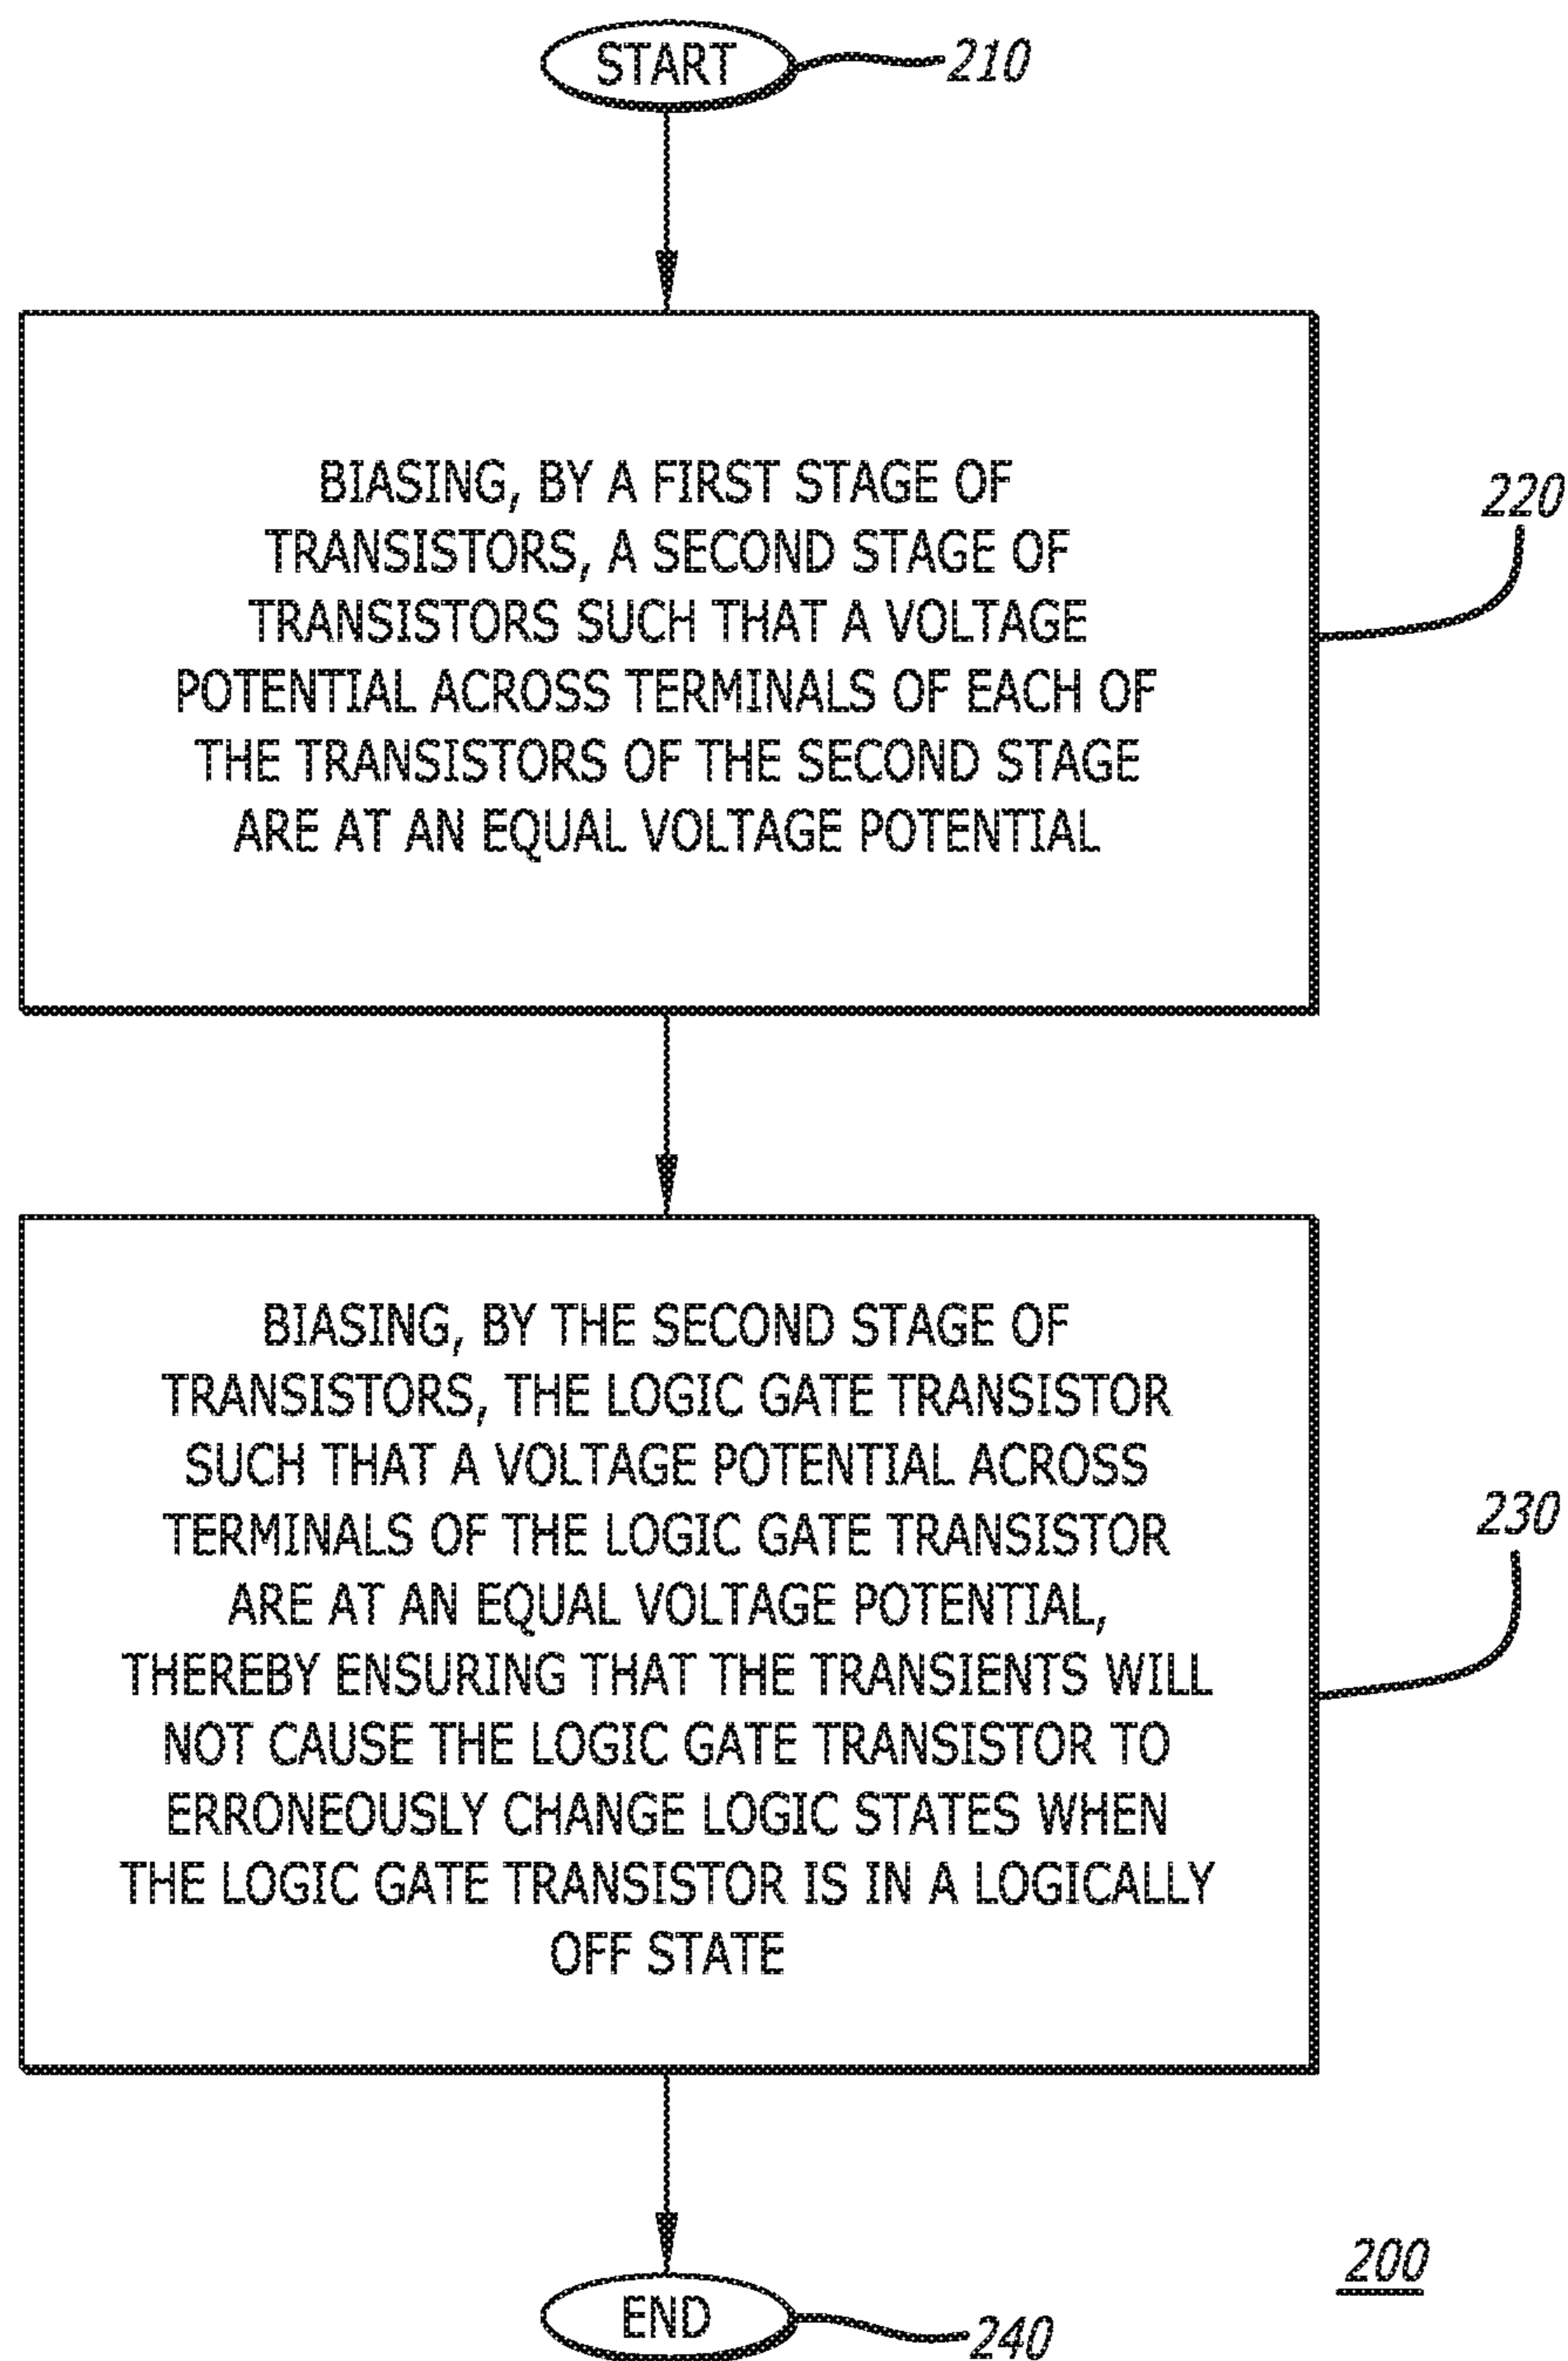 START
210
BIASING, BY A FIRST STAGE OF
TRANSISTORS, A SECOND STAGE OF
TRANSISTORS SUCH THAT A VOLTAGE
POTENTIAL ACROSS TERMINALS OF EACH OF
THE TRANSISTORS OF THE SECOND STAGE
ARE AT AN EQUAL VOLTAGE POTENTIAL
220
BIASING, BY THE SECOND STAGE OF
TRANSISTORS, THE LOGIC GATE TRANSISTOR
SUCH THAT A VOLTAGE POTENTIAL ACROSS
TERMINALS OF THE LOGIC GATE TRANSISTOR
ARE AT AN EQUAL VOLTAGE POTENTIAL,
THEREBY ENSURING THAT THE TRANSIENTS WILL
NOT CAUSE THE LOGIC GATE TRANSISTOR TO
ERRONEOUSLY CHANGE LOGIC STATES WHEN
THE LOGIC GATE TRANSISTOR IS IN A LOGICALLY
OFF STATE
230
END
240
200